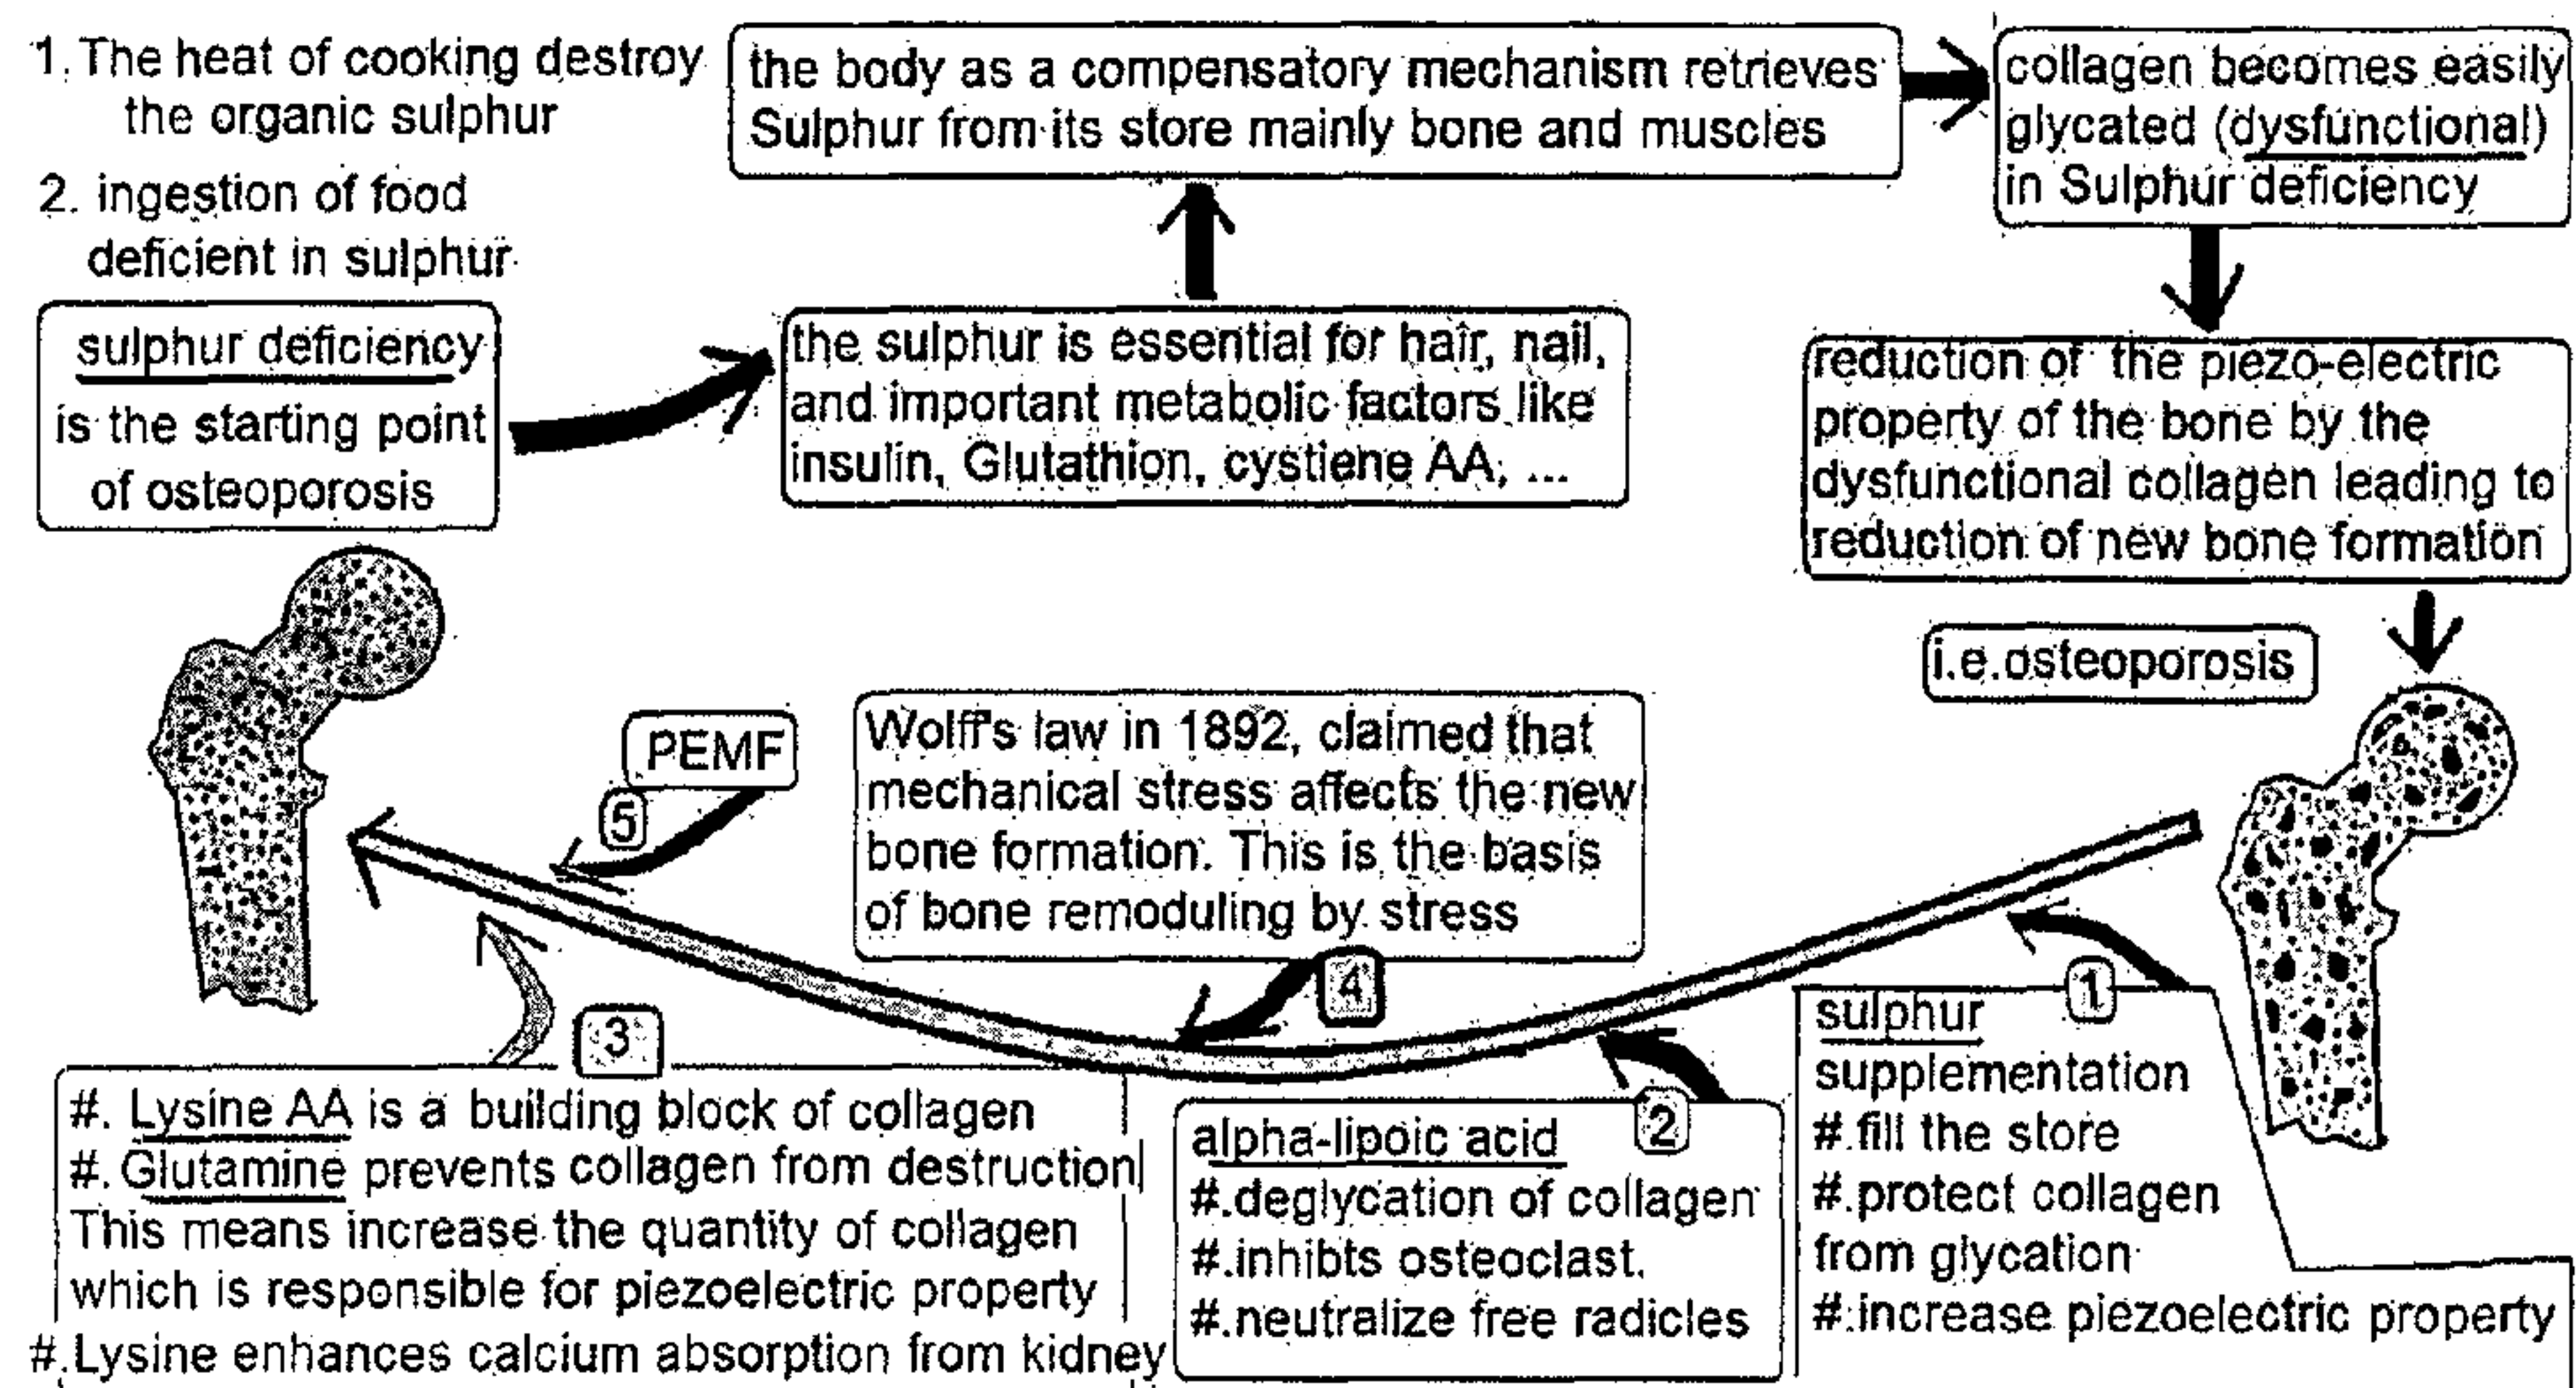 1. The heat of cooking destroy
the organic sulphur
2. ingestion of food
deficient in sulphur
sulphur deficiency
is the starting point
of osteoporosis
the sulphur is essential for hair, nail,
and important metabolic factors like
insulin, Glutathion, cystiene AA, ...
the body as a compensatory mechanism retrieves
Sulphur from its store mainly bone and muscles
collagen becomes easily
glycated (dysfunctional)
in Sulphur deficiency
reduction of the piezo-electric
property of the bone by the
dysfunctional collagen leading to
reduction of new bone formation
i.e.osteoporosis
sulphur
1
supplementation
#.fill the store
#.protect collagen
from glycation
#.increase piezoelectric property
alpha-lipoic acid
2
#.deglycation of collagen
#.inhibts osteoclast.
#.neutralize free radicles
3
#. Lysine AA is a building block of collagen
#. Glutamine prevents collagen from destruction
This means increase the quantity of collagen
which is responsible for piezoelectric property
#.Lysine enhances calcium absorption from kidney
Wolff's law in 1892, claimed that
mechanical stress affects the new
bone formation. This is the basis
of bone remoduling by stress
4
PEMF
5